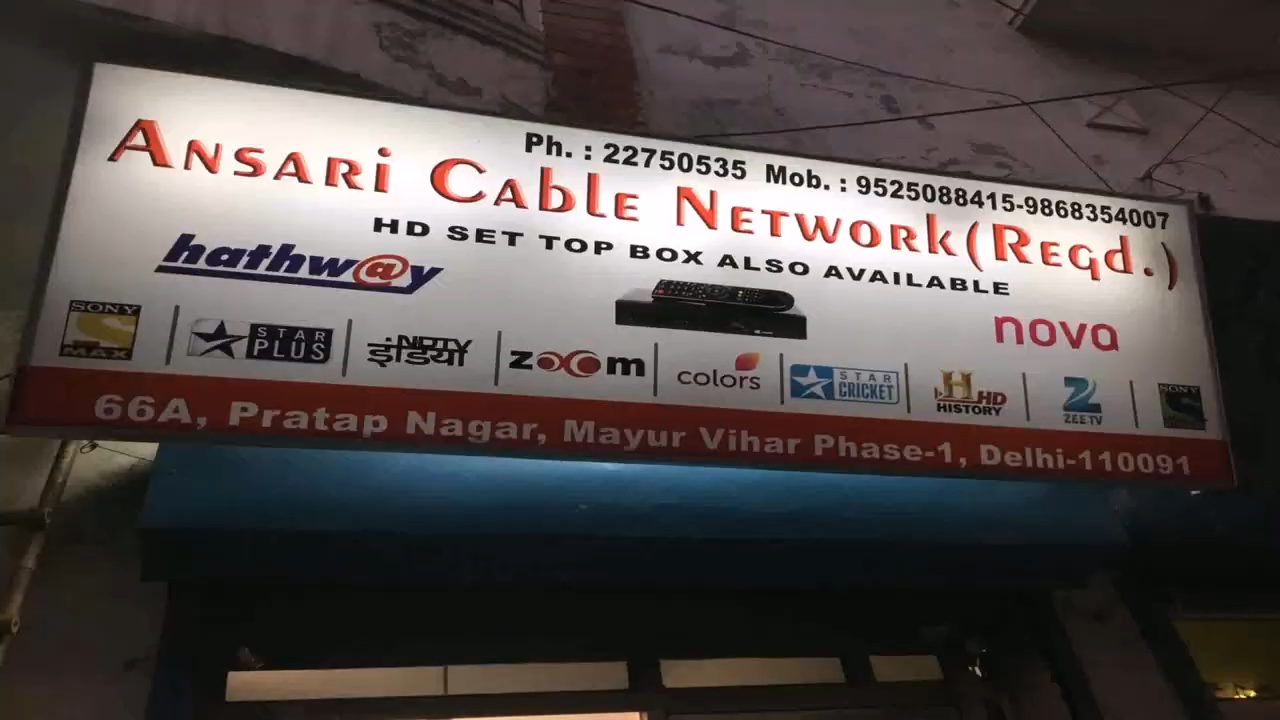 Ph. : 22750535 Mob. : 9525088415-9868354007
Ansari Cable Network (Regd.)
HD SET TOP BOX ALSO AVAILABLE
hathw@y
nova
SONY MAX
STAR PLUS
NDTV इंडिया
zoOm
colors
STAR CRICKET
H HD HISTORY
Z ZEE TV
SONY
66A, Pratap Nagar, Mayur Vihar Phase-1, Delhi-110091